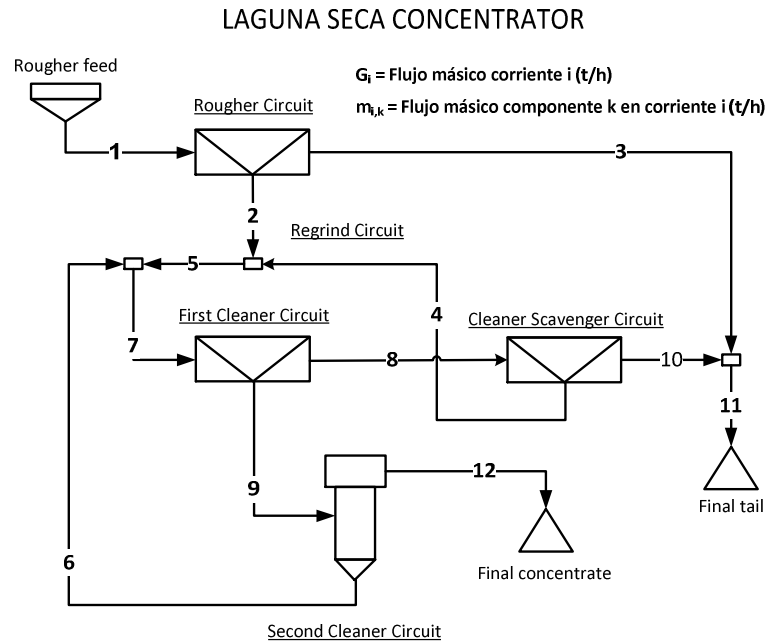 LAGUNA SECA CONCENTRATOR
Rougher feed
Gi = Flujo másico corriente i (t/h)
mi,k = Flujo másico componente k en corriente i (t/h)
Rougher Circuit
1
3
2
Regrind Circuit
5
4
First Cleaner Circuit
Cleaner Scavenger Circuit
7
8
10
11
9
12
Final tail
6
Final concentrate
Second Cleaner Circuit